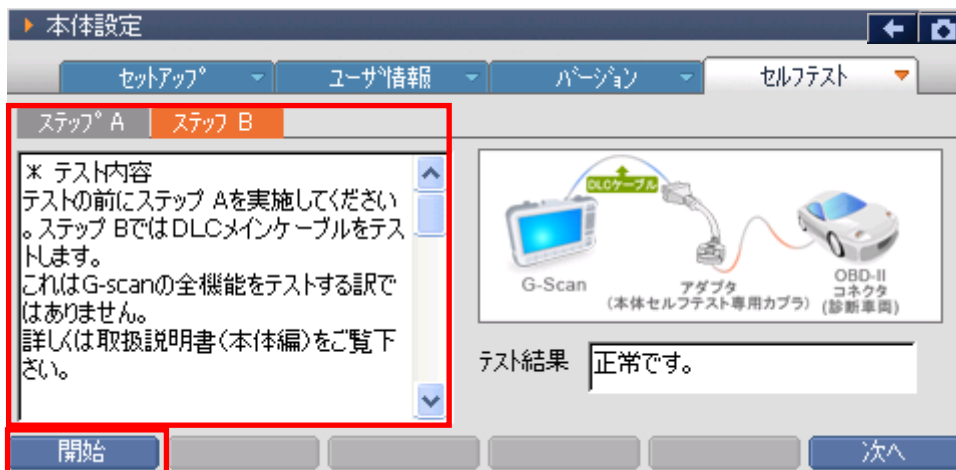 本体設定
セットアップ ユーザ情報 バージョン セルフテスト
ステップ A ステップ B
* テスト内容
テストの前にステップ Aを実施してください
。ステップ BではDLCメインケーブルをテス
トします。
これはG-scanの全機能をテストする訳で
はありません。
詳しくは取扱説明書(本体編)をご覧下
さい。
DLCケーブル
G-Scan
アダプタ
(本体セルフテスト専用カプラ)
OBD-II
コネクタ
(診断車両)
テスト結果 正常です。
開始 次へ